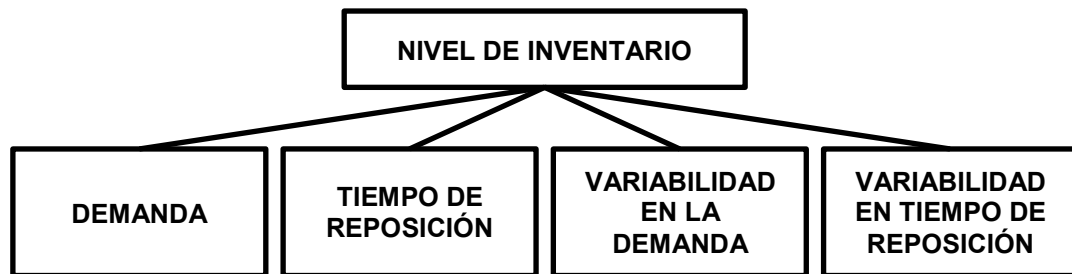 NIVEL DE INVENTARIO
DEMANDA
TIEMPO DE
REPOSICIÓN
VARIABILIDAD
EN LA
DEMANDA
VARIABILIDAD
EN TIEMPO DE
REPOSICIÓN